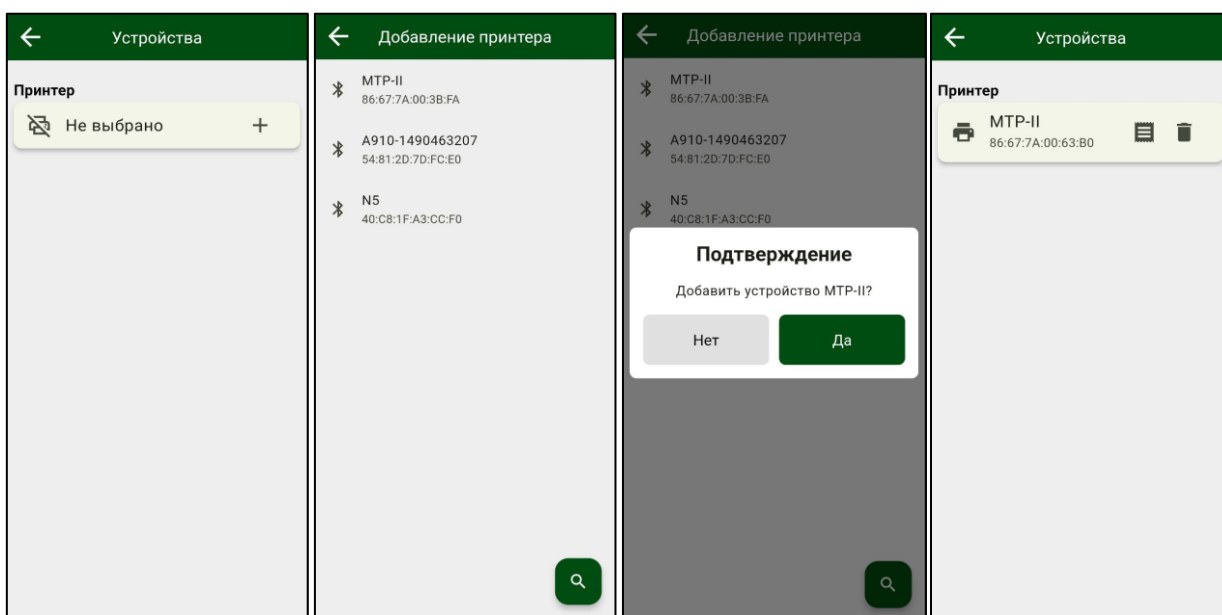 Устройства
Принтер
Не выбрано
Добавление принтера
MTP-II
86:67:7A:00:3B:FA
A910-1490463207
54:81:2D:7D:FC:E0
N5
40:C8:1F:A3:CC:F0
Добавление принтера
MTP-II
86:67:7A:00:3B:FA
A910-1490463207
54:81:2D:7D:FC:E0
N5
40:C8:1F:A3:CC:F0
Подтверждение
Добавить устройство MTP-II?
Нет
Да
Устройства
Принтер
MTP-II
86:67:7A:00:63:B0